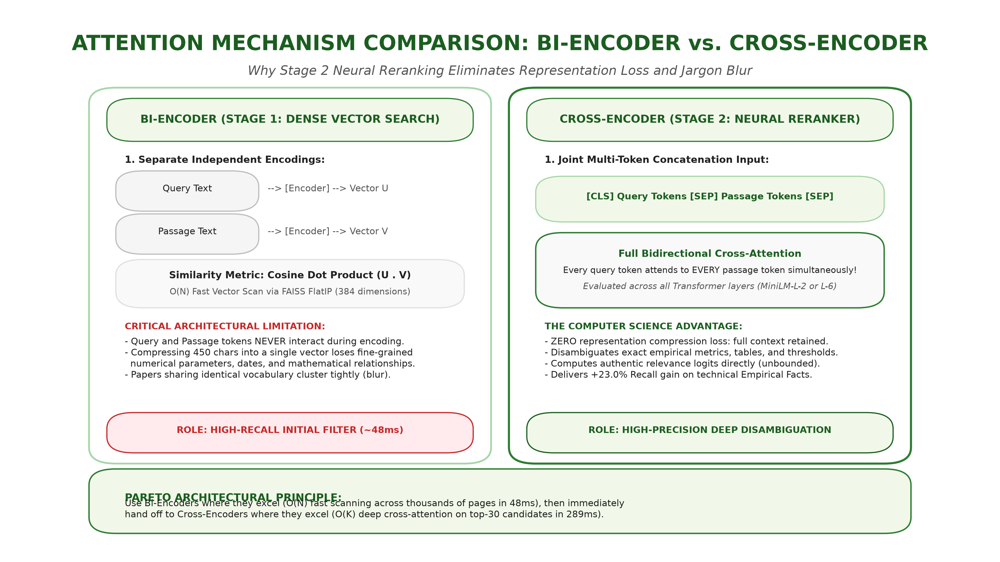 ATTENTION MECHANISM COMPARISON: BI-ENCODER vs. CROSS-ENCODER
Why Stage 2 Neural Reranking Eliminates Representation Loss and Jargon Blur
BI-ENCODER (STAGE 1: DENSE VECTOR SEARCH)
1. Separate Independent Encodings:
Query Text
--> [Encoder] --> Vector U
Passage Text
--> [Encoder] --> Vector V
Similarity Metric: Cosine Dot Product (U . V)
O(N) Fast Vector Scan via FAISS FlatIP (384 dimensions)
CRITICAL ARCHITECTURAL LIMITATION:
- Query and Passage tokens NEVER interact during encoding.
- Compressing 450 chars into a single vector loses fine-grained
numerical parameters, dates, and mathematical relationships.
- Papers sharing identical vocabulary cluster tightly (blur).
ROLE: HIGH-RECALL INITIAL FILTER (~48ms)
CROSS-ENCODER (STAGE 2: NEURAL RERANKER)
1. Joint Multi-Token Concatenation Input:
[CLS] Query Tokens [SEP] Passage Tokens [SEP]
Full Bidirectional Cross-Attention
Every query token attends to EVERY passage token simultaneously!
Evaluated across all Transformer layers (MiniLM-L-2 or L-6)
THE COMPUTER SCIENCE ADVANTAGE:
- ZERO representation compression loss: full context retained.
- Disambiguates exact empirical metrics, tables, and thresholds.
- Computes authentic relevance logits directly (unbounded).
- Delivers +23.0% Recall gain on technical Empirical Facts.
ROLE: HIGH-PRECISION DEEP DISAMBIGUATION
PARETO ARCHITECTURAL PRINCIPLE:
Use Bi-Encoders where they excel (O(N) fast scanning across thousands of pages in 48ms), then immediately
hand off to Cross-Encoders where they excel (O(K) deep cross-attention on top-30 candidates in 289ms).